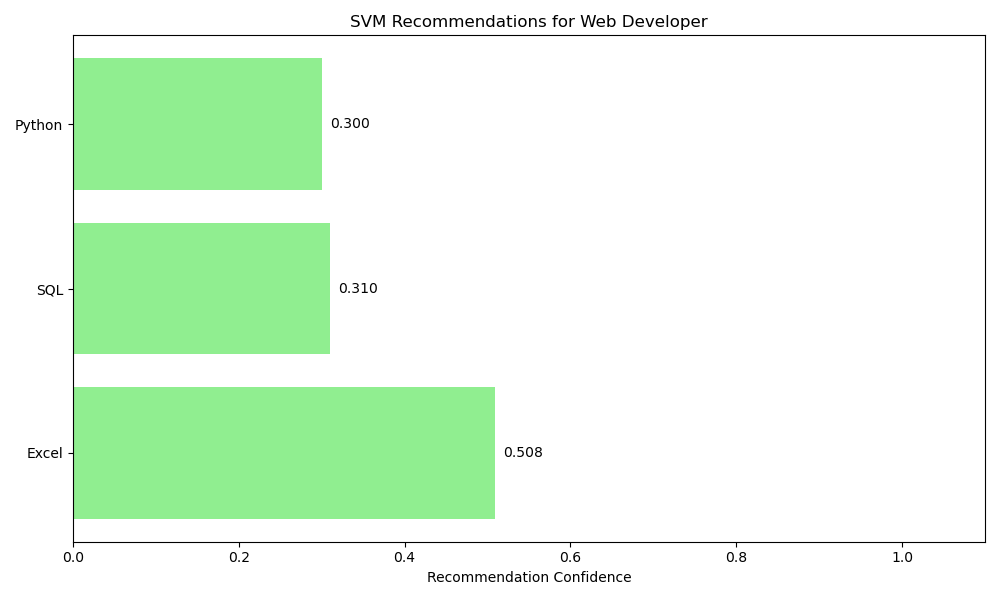 SVM Recommendations for Web Developer
Python
0.300
SQL
0.310
Excel
0.508
0.0 0.2 0.4 0.6 0.8 1.0
Recommendation Confidence